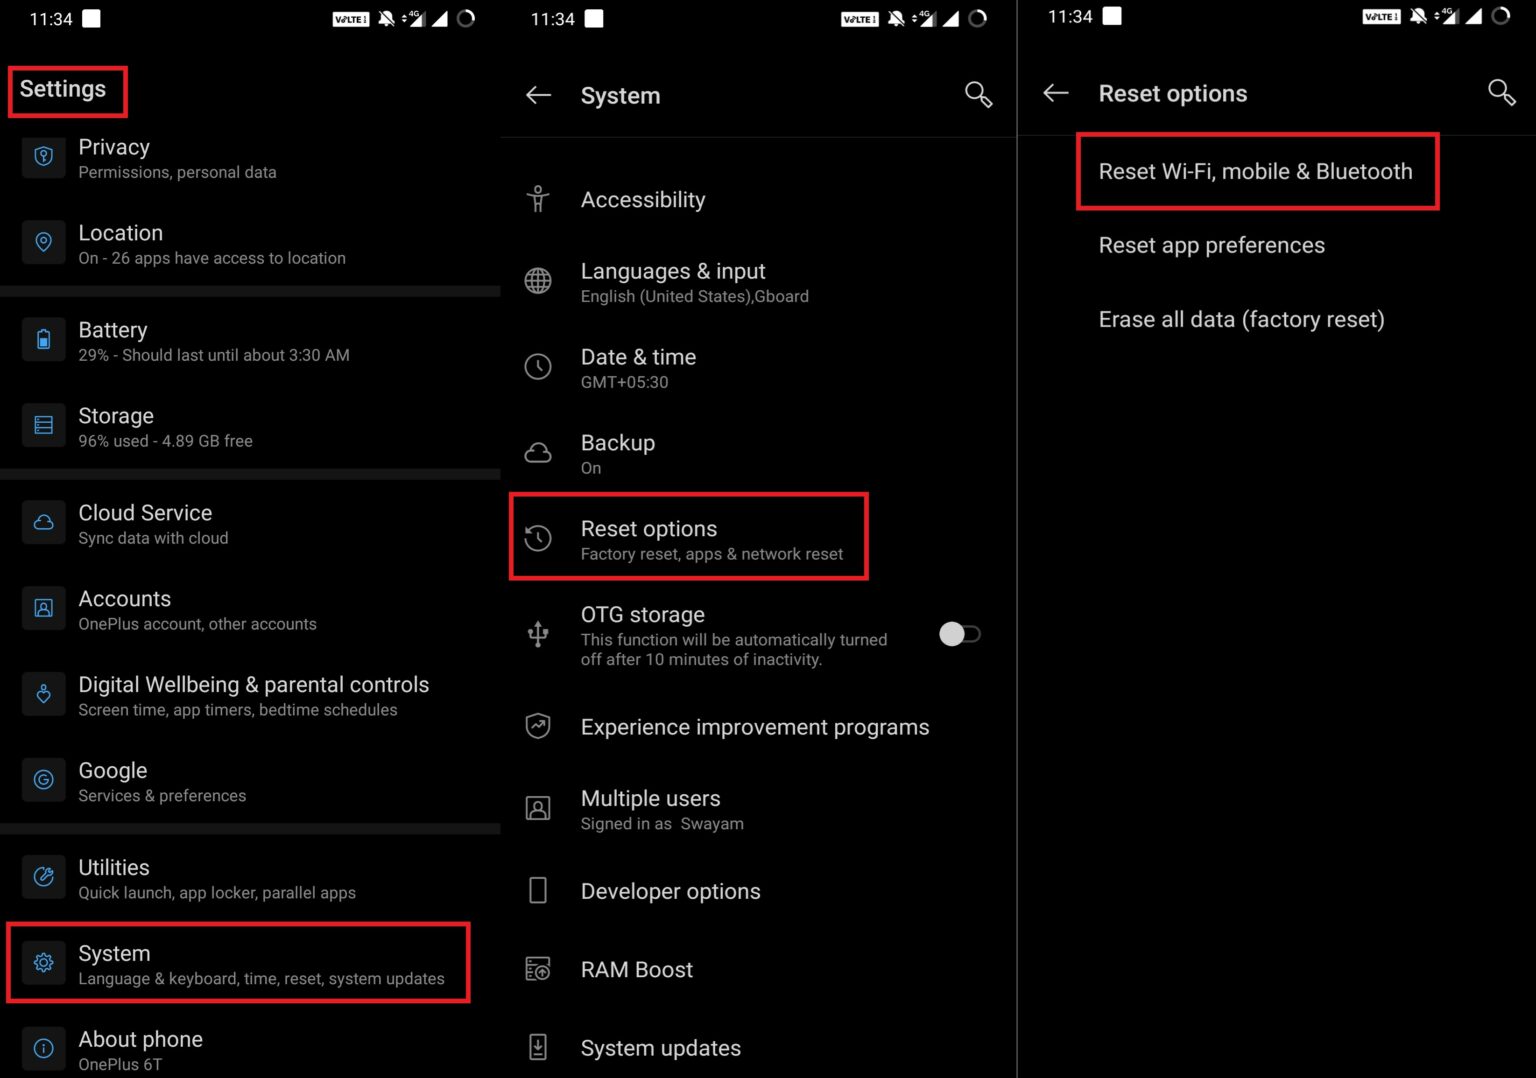 11:34
VoLTE 1
4G
Settings
Privacy
Permissions, personal data
Location
On - 26 apps have access to location
Battery
29% - Should last until about 3:30 AM
Storage
96% used - 4.89 GB free
Cloud Service
Sync data with cloud
Accounts
OnePlus account, other accounts
Digital Wellbeing & parental controls
Screen time, app timers, bedtime schedules
Google
Services & preferences
Utilities
Quick launch, app locker, parallel apps
System
Language & keyboard, time, reset, system updates
About phone
OnePlus 6T
11:34
VoLTE 1
4G
System
Accessibility
Languages & input
English (United States),Gboard
Date & time
GMT+05:30
Backup
On
Reset options
Factory reset, apps & network reset
OTG storage
This function will be automatically turned
off after 10 minutes of inactivity.
Experience improvement programs
Multiple users
Signed in as  Swayam
Developer options
RAM Boost
System updates
11:34
VoLTE 1
4G
Reset options
Reset Wi-Fi, mobile & Bluetooth
Reset app preferences
Erase all data (factory reset)